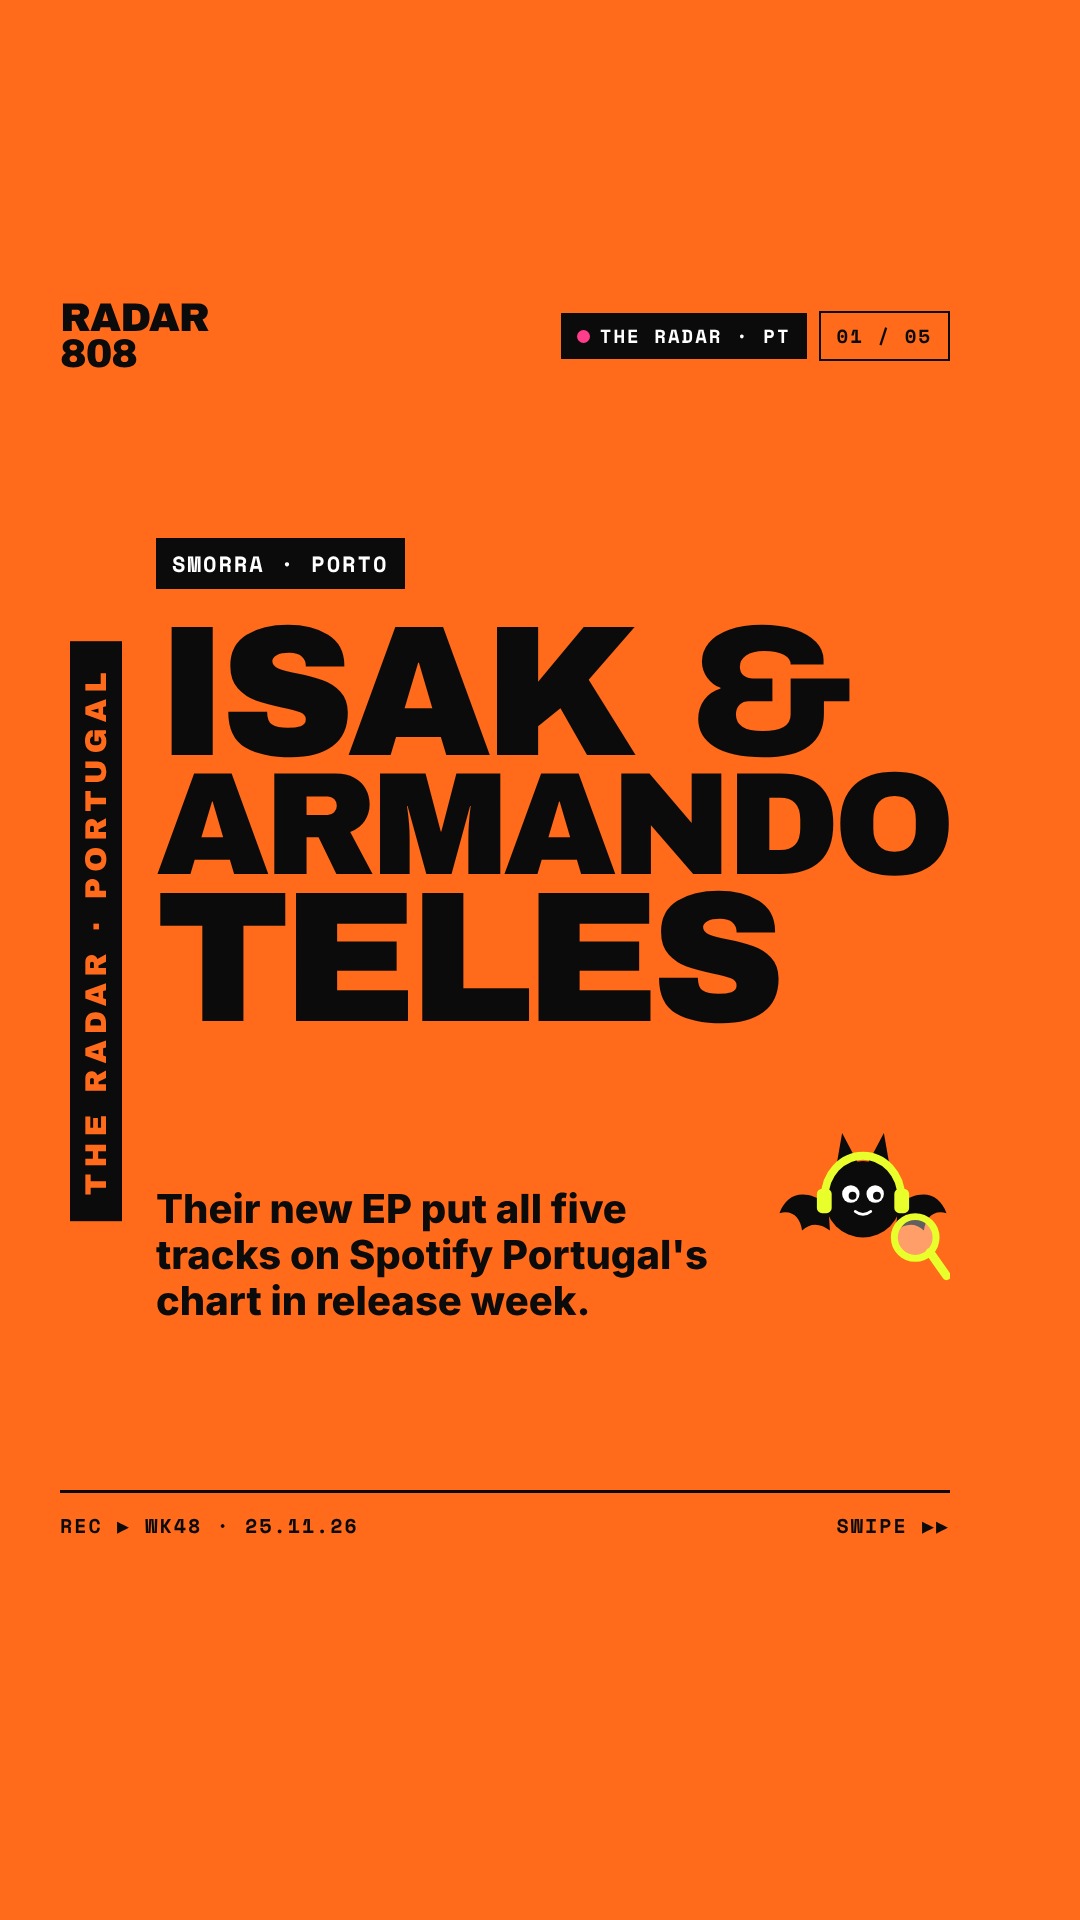 RADAR
808
THE RADAR · PT
01 / 05
SMORRA · PORTO
ISAK &
ARMANDO
TELES
THE RADAR · PORTUGAL
Their new EP put all five
tracks on Spotify Portugal's
chart in release week.
REC ▶ WK48 · 25.11.26
SWIPE ▶▶